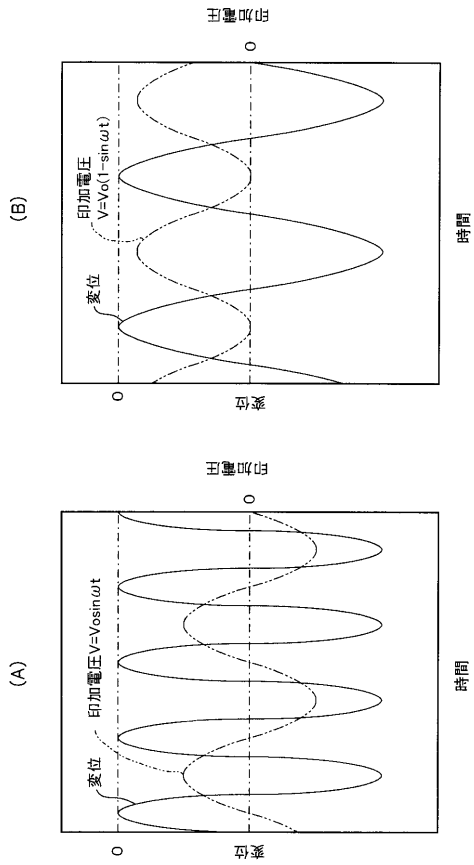 (A)
印加電圧V=Vosinωt
変位
0
0
変位
印加電圧
時間
(B)
印加電圧
V=Vo(1-sinωt)
変位
0
0
変位
印加電圧
時間